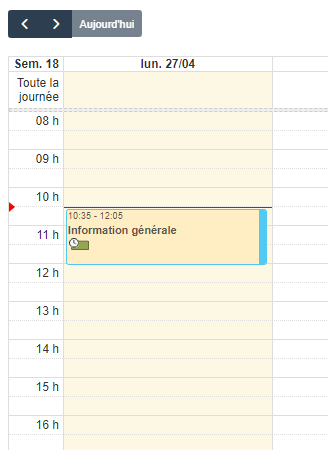 Aujourd'hui
Sem. 18
lun. 27/04
Toute la
journée
08 h
09 h
10 h
10:35 - 12:05
Information générale
11 h
12 h
13 h
14 h
15 h
16 h